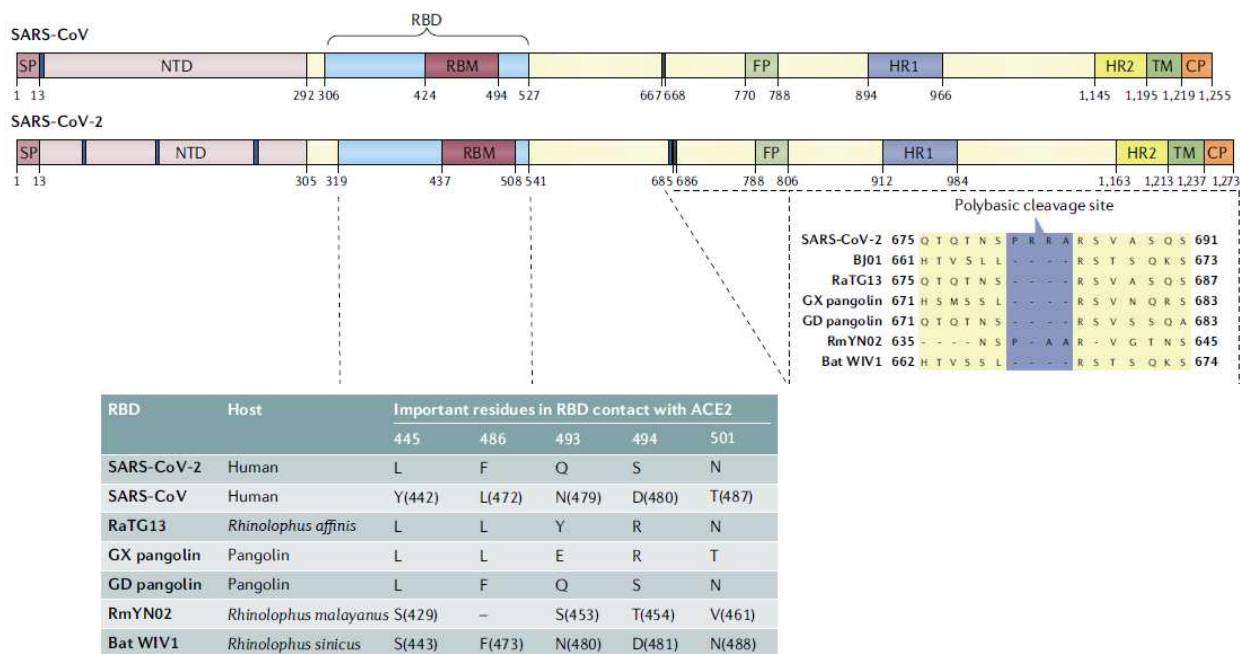 RBD
SARS-CoV
SP NTD RBM FP HR1 HR2 TM CP
1 13 292 306 424 494 527 667 668 770 788 894 966 1,145 1,195 1,219 1,255
SARS-CoV-2
SP NTD RBM FP HR1 HR2 TM CP
1 13 305 319 437 508 541 685 686 788 806 912 984 1,163 1,213 1,237 1,273
Polybasic cleavage site
SARS-CoV-2 675 Q T Q T N S P R R A R S V A S Q S 691
BJ01 661 H T V S L L - - - - R S T S Q K S 673
RaTG13 675 Q T Q T N S - - - - R S V A S Q S 687
GX pangolin 671 H S M S S L - - - - R S V N Q R S 683
GD pangolin 671 Q T Q T N S - - - - R S V S S Q A 683
RmYN02 635 - - - - N S P - A A R - V G T N S 645
Bat WIV1 662 H T V S S L - - - - R S T S Q K S 674
RBD Host Important residues in RBD contact with ACE2
445 486 493 494 501
SARS-CoV-2 Human L F Q S N
SARS-CoV Human Y(442) L(472) N(479) D(480) T(487)
RaTG13 Rhinolophus affinis L L Y R N
GX pangolin Pangolin L L E R T
GD pangolin Pangolin L F Q S N
RmYN02 Rhinolophus malayanus S(429) – S(453) T(454) V(461)
Bat WIV1 Rhinolophus sinicus S(443) F(473) N(480) D(481) N(488)